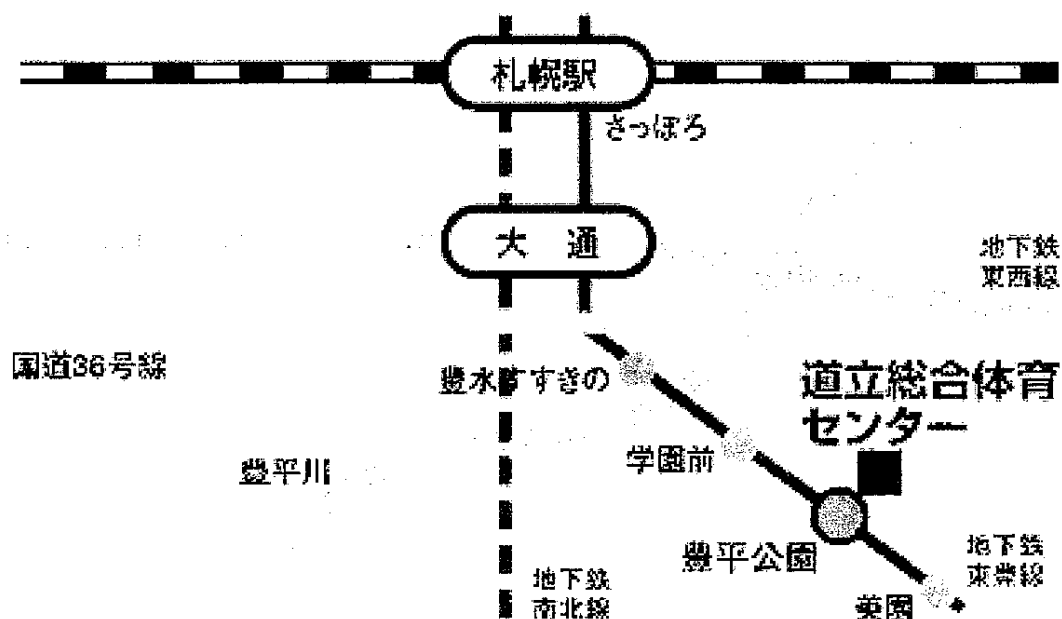 札幌駅
さっぽろ
大 通
地下鉄
東西線
国道36号線
豊水すすきの
道立総合体育
センター
学園前
豊平川
豊平公園
地下鉄
東豊線
地下鉄
南北線
美園